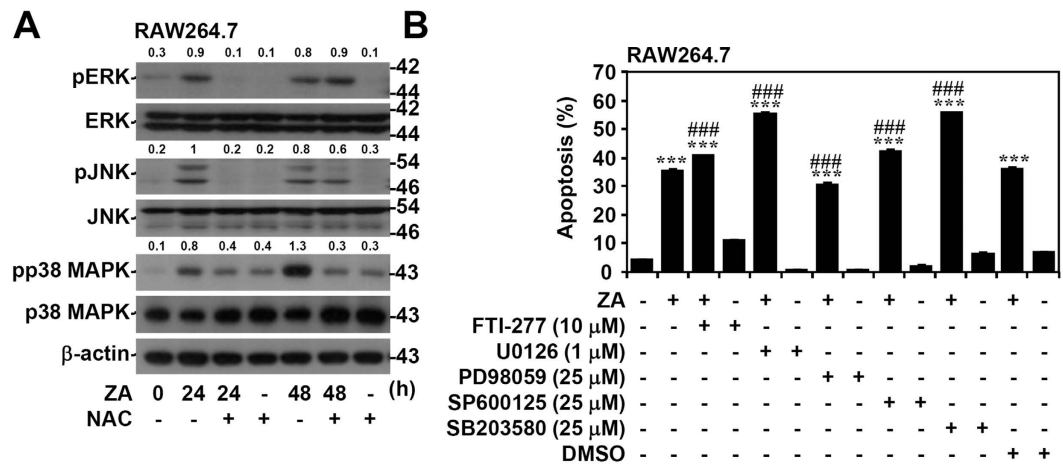 A
RAW264.7
0.3 0.9 0.1 0.1 0.8 0.9 0.1
pERK -42
-44
ERK -42
-44
0.2 1 0.2 0.2 0.8 0.6 0.3
pJNK -54
-46
JNK -54
-46
0.1 0.8 0.4 0.4 1.3 0.3 0.3
pp38 MAPK -43
p38 MAPK -43
β-actin -43
ZA 0 24 24 - 48 48 - (h)
NAC - - + + - + +
B
RAW264.7
Apoptosis (%)
70
60
50
40
30
20
10
0
*** ### *** ### *** ### *** ### *** ### *** ***
ZA - + + - + - + - + - + - + -
FTI-277 (10 µM) - - + + - - - - - - - - - -
U0126 (1 µM) - - - - + + - - - - - - - -
PD98059 (25 µM) - - - - - - + + - - - - - -
SP600125 (25 µM) - - - - - - - - + + - - - -
SB203580 (25 µM) - - - - - - - - - - + + - -
DMSO - - - - - - - - - - - - + +